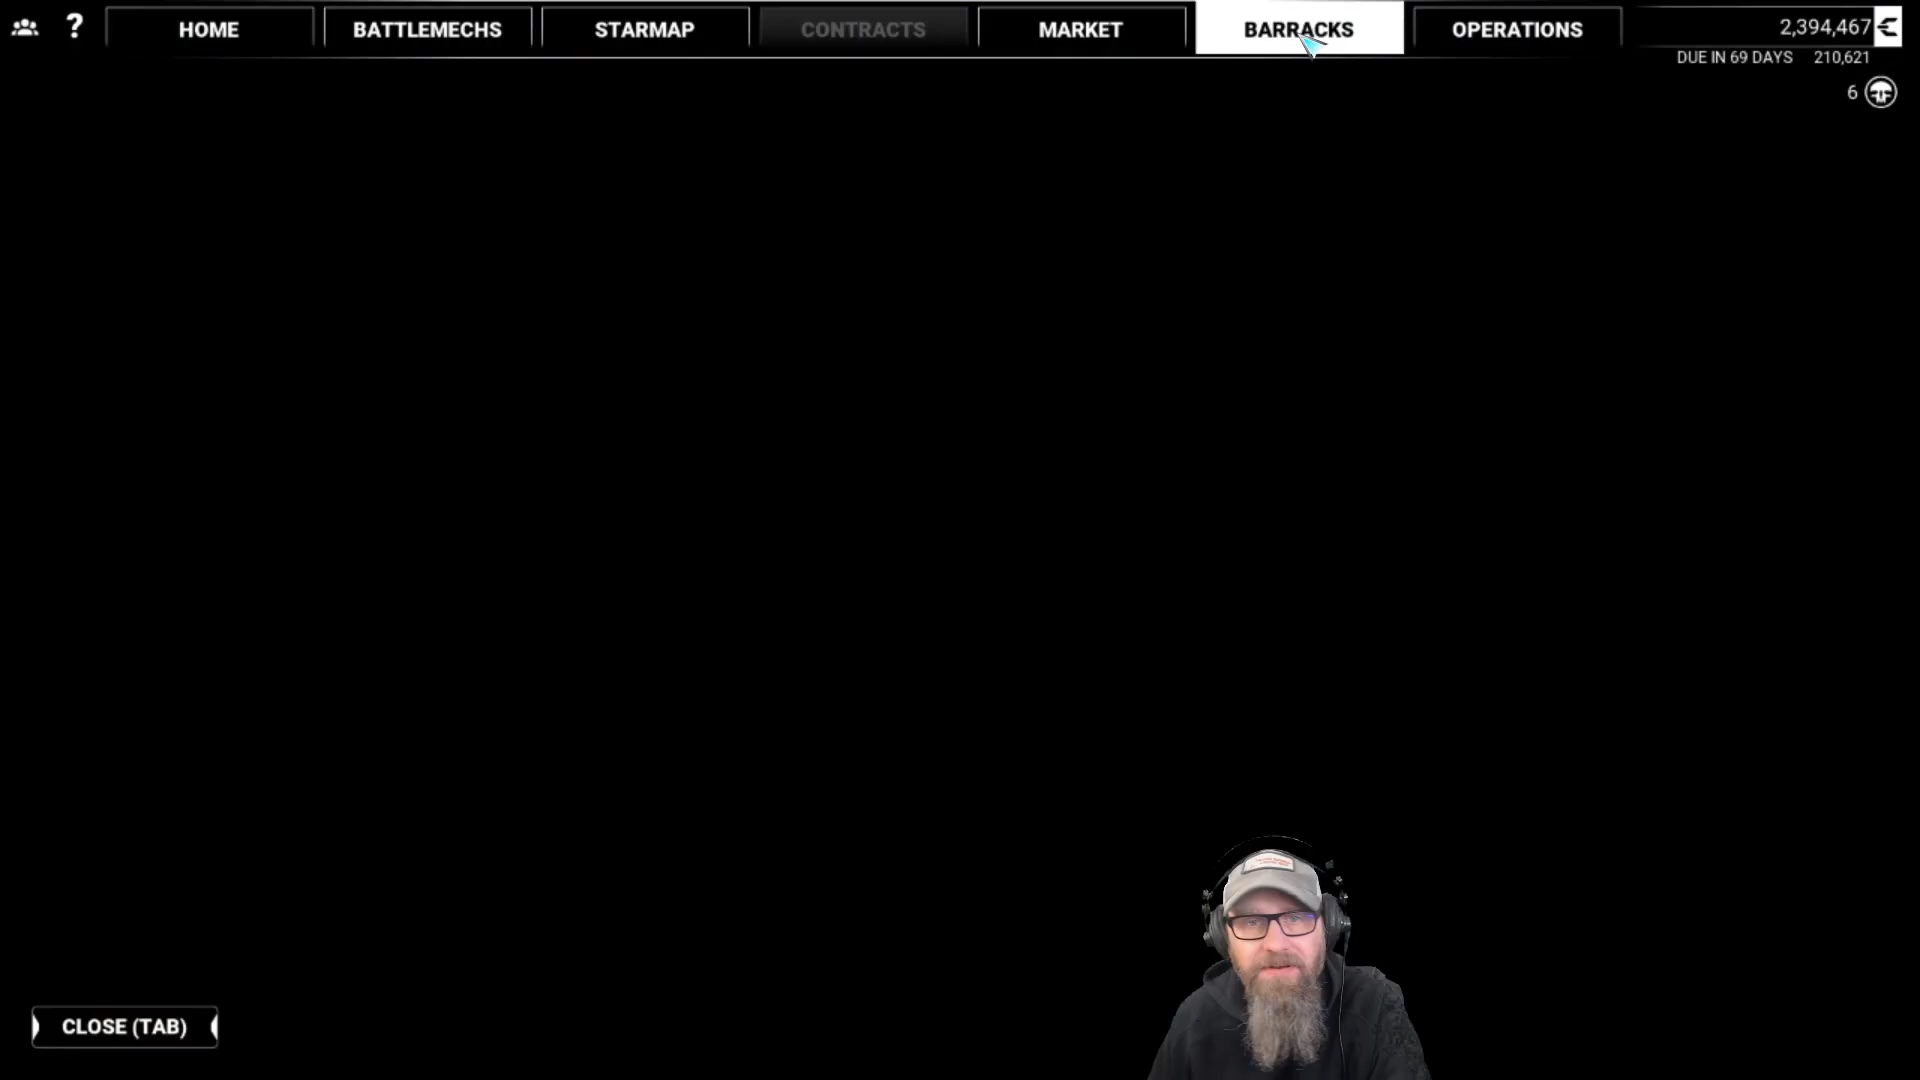 ? HOME BATTLEMECHS STARMAP CONTRACTS MARKET BARRACKS OPERATIONS 2,394,467
DUE IN 69 DAYS 210,621
6
CLOSE (TAB)